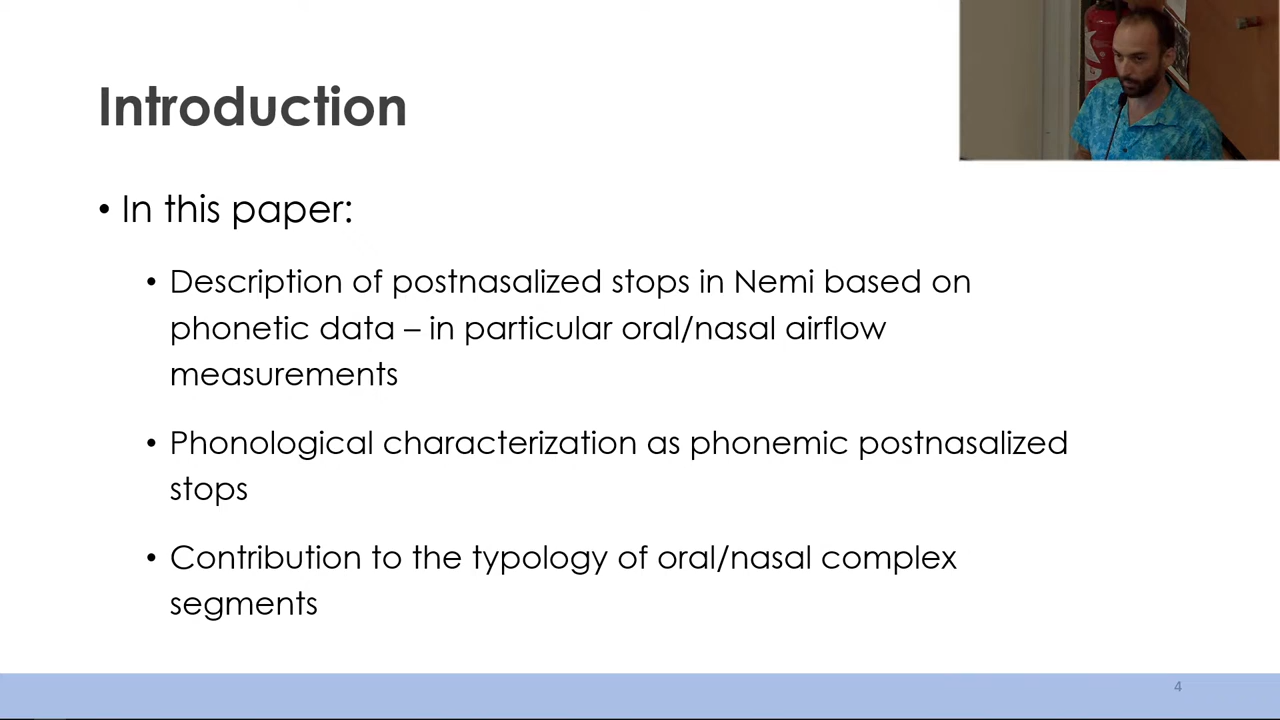 Introduction
• In this paper:
• Description of postnasalized stops in Nemi based on
phonetic data – in particular oral/nasal airflow
measurements
• Phonological characterization as phonemic postnasalized
stops
• Contribution to the typology of oral/nasal complex
segments
4